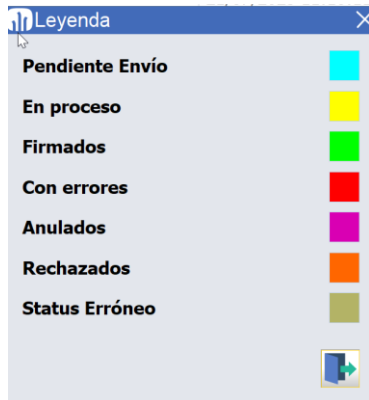 Leyenda
Pendiente Envío
En proceso
Firmados
Con errores
Anulados
Rechazados
Status Erróneo